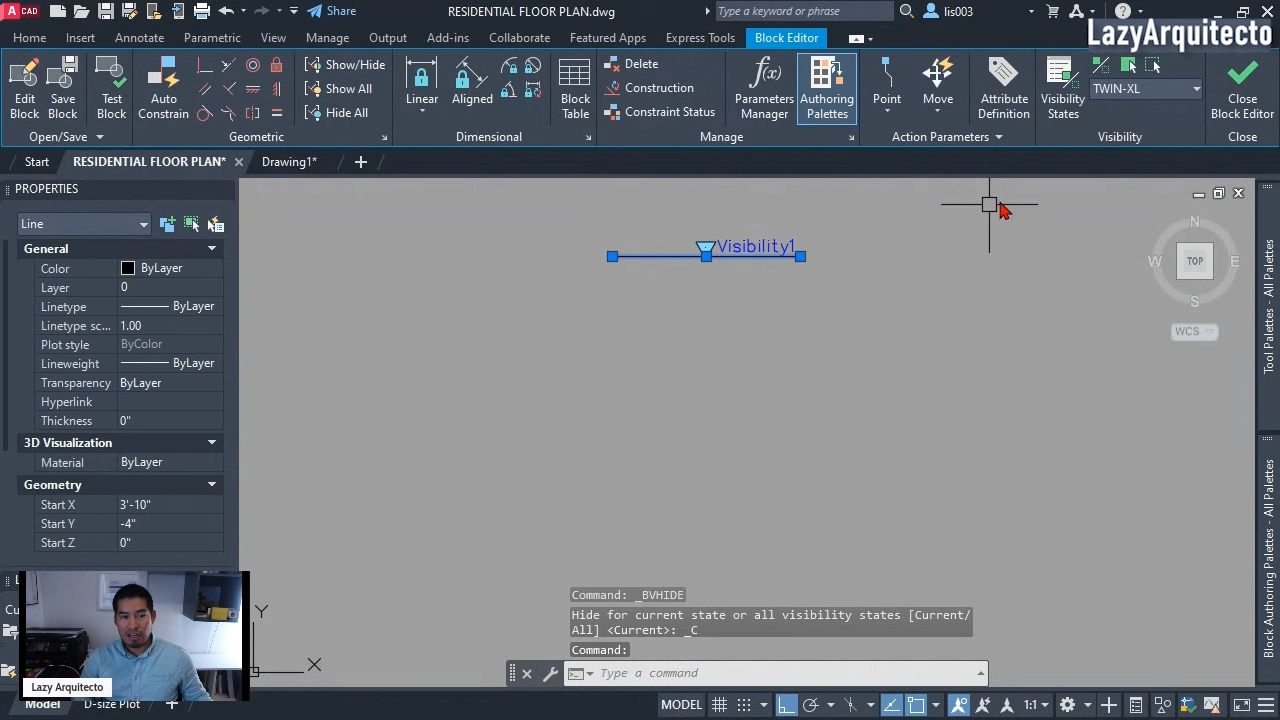 CAD
Share
RESIDENTIAL FLOOR PLAN.dwg
Type a keyword or phrase
lis003
LazyArquitecto
Home Insert Annotate Parametric View Manage Output Add-ins Collaborate Featured Apps Express Tools Block Editor
Edit Block
Save Block
Test Block
Auto Constrain
Show/Hide
Show All
Hide All
Linear
Aligned
Block Table
Delete
Construction
Constraint Status
Parameters Manager
Authoring Palettes
Point
Move
Attribute Definition
Visibility States
TWIN-XL
Close Block Editor
Open/Save
Geometric
Dimensional
Manage
Action Parameters
Visibility
Close
Start
RESIDENTIAL FLOOR PLAN*
Drawing1*
PROPERTIES
Line
General
Color ByLayer
Layer 0
Linetype ByLayer
Linetype sc... 1.00
Plot style ByColor
Lineweight ByLayer
Transparency ByLayer
Hyperlink
Thickness 0"
3D Visualization
Material ByLayer
Geometry
Start X 3'-10"
Start Y -4"
Start Z 0"
Visibility1
N
W TOP E
S
WCS
Tool Palettes - All Palettes
Block Authoring Palettes - All Palettes
Y
X
Lazy Arquitecto
Command: _BVHIDE
Hide for current state or all visibility states [Current/
All] <Current>: _C
Command:
Type a command
Model
D-size Plot
MODEL
1:1